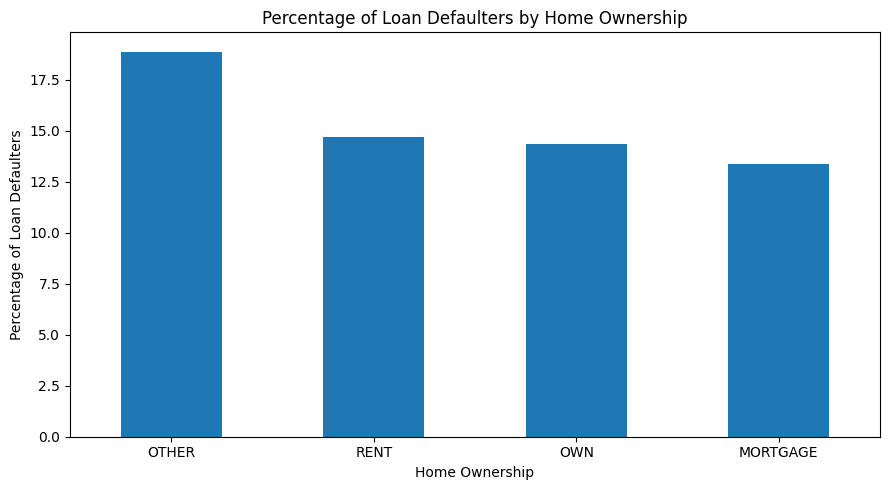 Percentage of Loan Defaulters by Home Ownership
Percentage of Loan Defaulters
17.5
15.0
12.5
10.0
7.5
5.0
2.5
0.0
OTHER RENT OWN MORTGAGE
Home Ownership